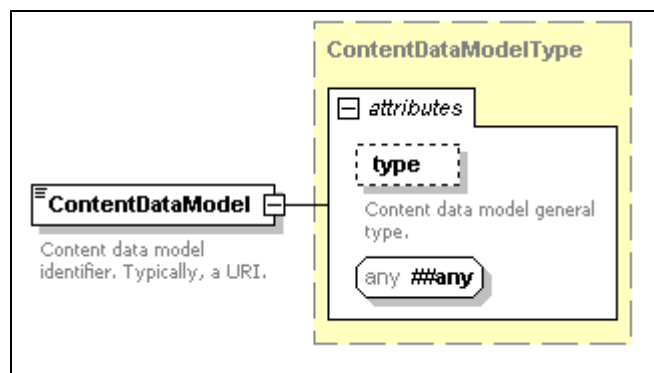 ContentDataModelType
attributes
type
Content data model general
type.
ContentDataModel
Content data model
identifier. Typically, a URI.
any ##any